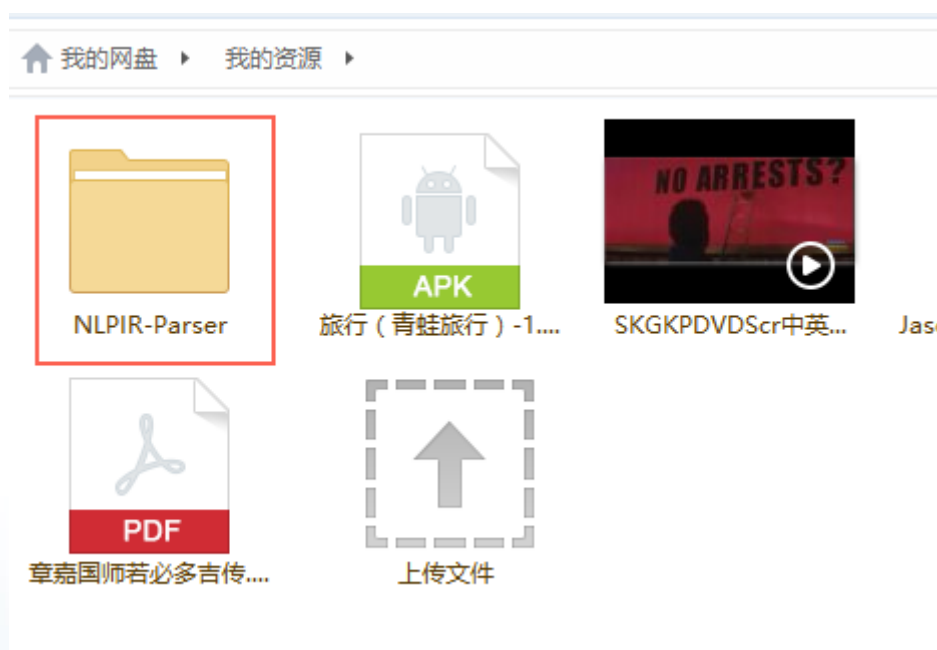 我的网盘 我的资源
NO ARRESTS?
APK
NLPIR-Parser 旅行（青蛙旅行）-1.... SKGKPDVDScr中英... Jas
PDF
章嘉国师若必多吉传.... 上传文件